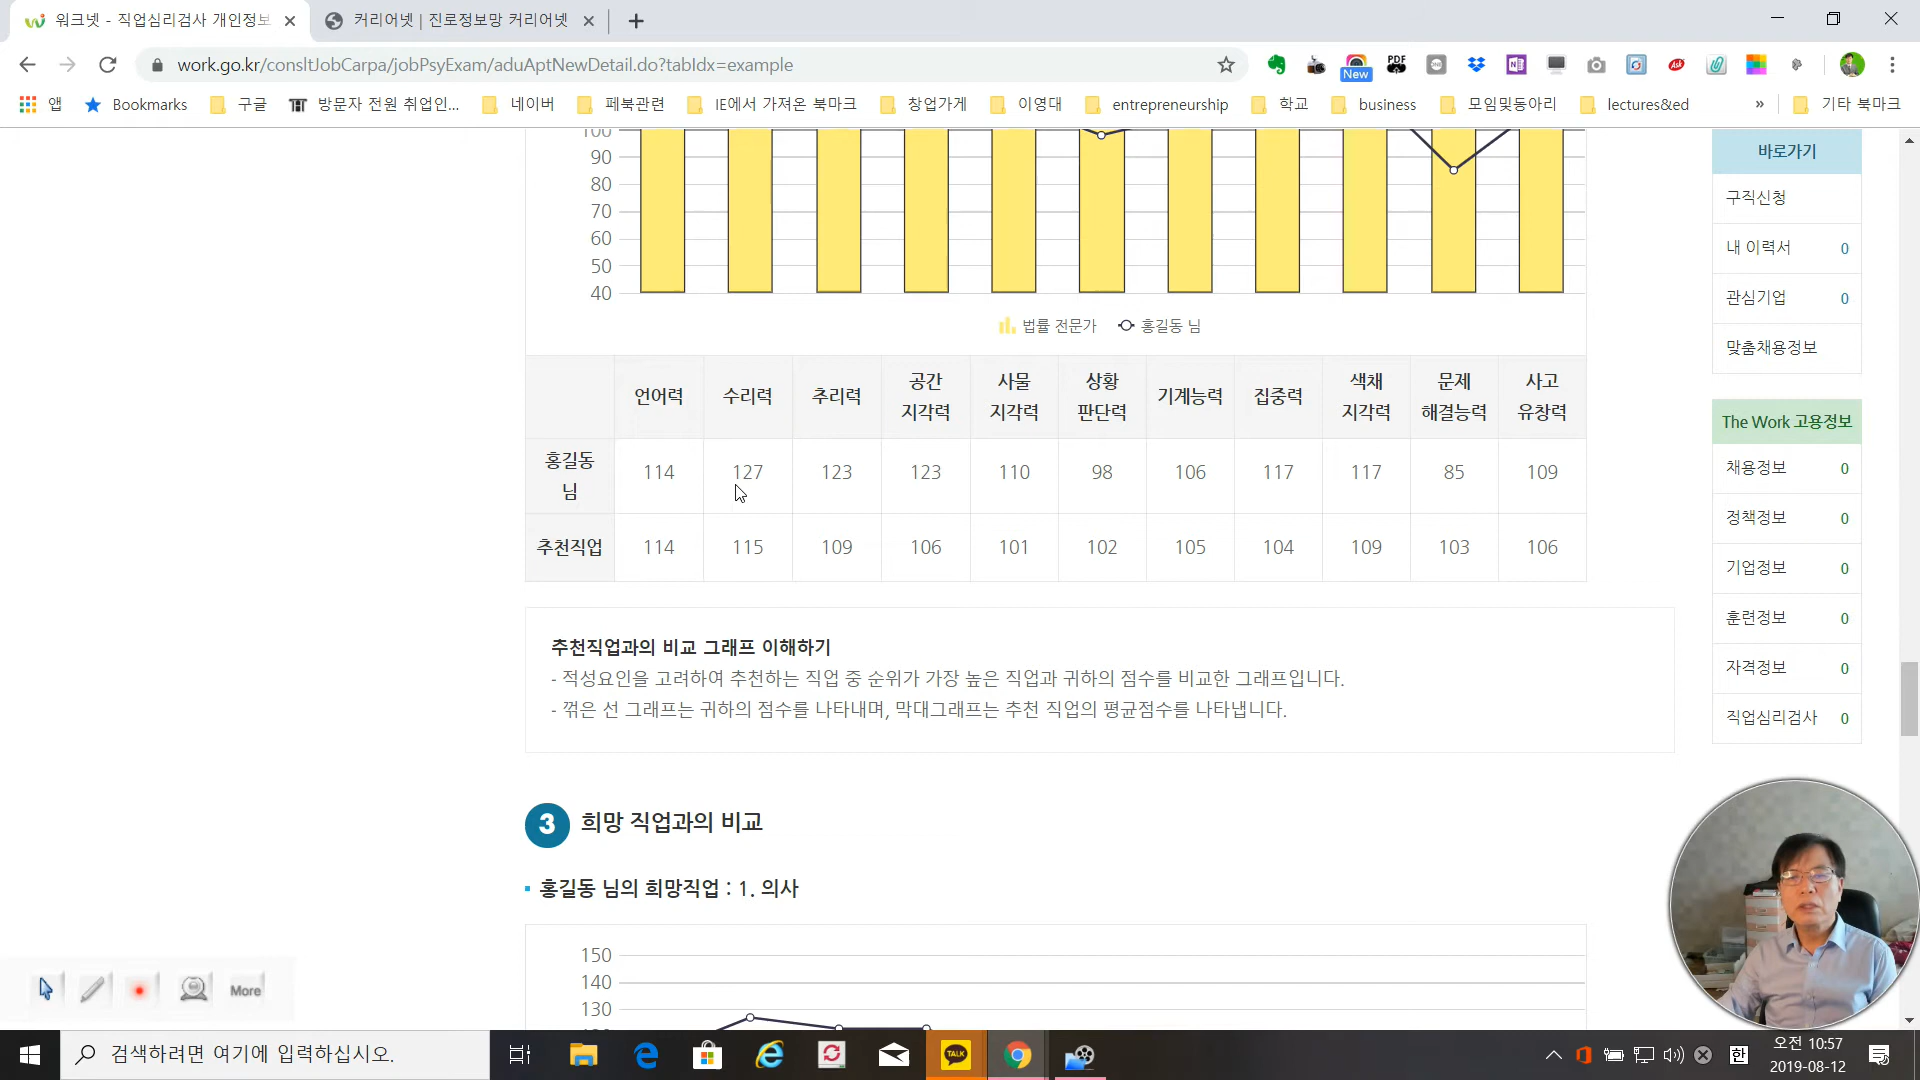 워크넷 - 직업심리검사 개인정보
커리어넷 | 진로정보망 커리어넷
work.go.kr/consltJobCarpa/jobPsyExam/aduAptNewDetail.do?tabIdx=example
New
PDF
앱
Bookmarks
구글
방문자 전원 취업인...
네이버
페북관련
IE에서 가져온 북마크
창업가게
이영대
entrepreneurship
학교
business
모임및동아리
lectures&ed
»
기타 북마크
100
90
80
70
60
50
40
법률 전문가 홍길동 님
언어력 수리력 추리력 공간 지각력 사물 지각력 상황 판단력 기계능력 집중력 색채 지각력 문제 해결능력 사고 유창력
홍길동 님 114 127 123 123 110 98 106 117 117 85 109
추천직업 114 115 109 106 101 102 105 104 109 103 106
추천직업과의 비교 그래프 이해하기
- 적성요인을 고려하여 추천하는 직업 중 순위가 가장 높은 직업과 귀하의 점수를 비교한 그래프입니다.
- 꺾은 선 그래프는 귀하의 점수를 나타내며, 막대그래프는 추천 직업의 평균점수를 나타냅니다.
3 희망 직업과의 비교
홍길동 님의 희망직업 : 1. 의사
150
140
130
바로가기
구직신청
내 이력서 0
관심기업 0
맞춤채용정보
The Work 고용정보
채용정보 0
정책정보 0
기업정보 0
훈련정보 0
자격정보 0
직업심리검사 0
More
검색하려면 여기에 입력하십시오.
TALK
한
오전 10:57
2019-08-12